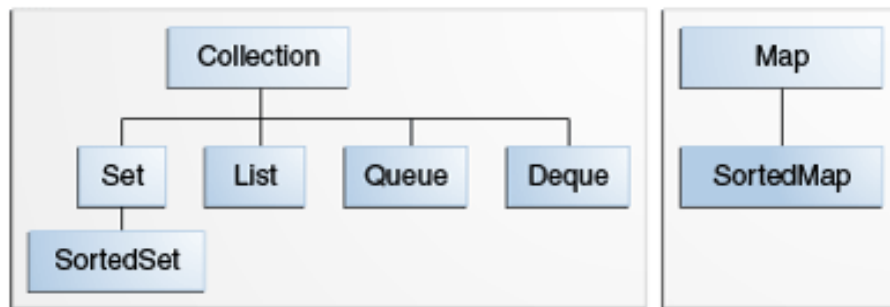 Collection
Map
Set
List
Queue
Deque
SortedMap
SortedSet